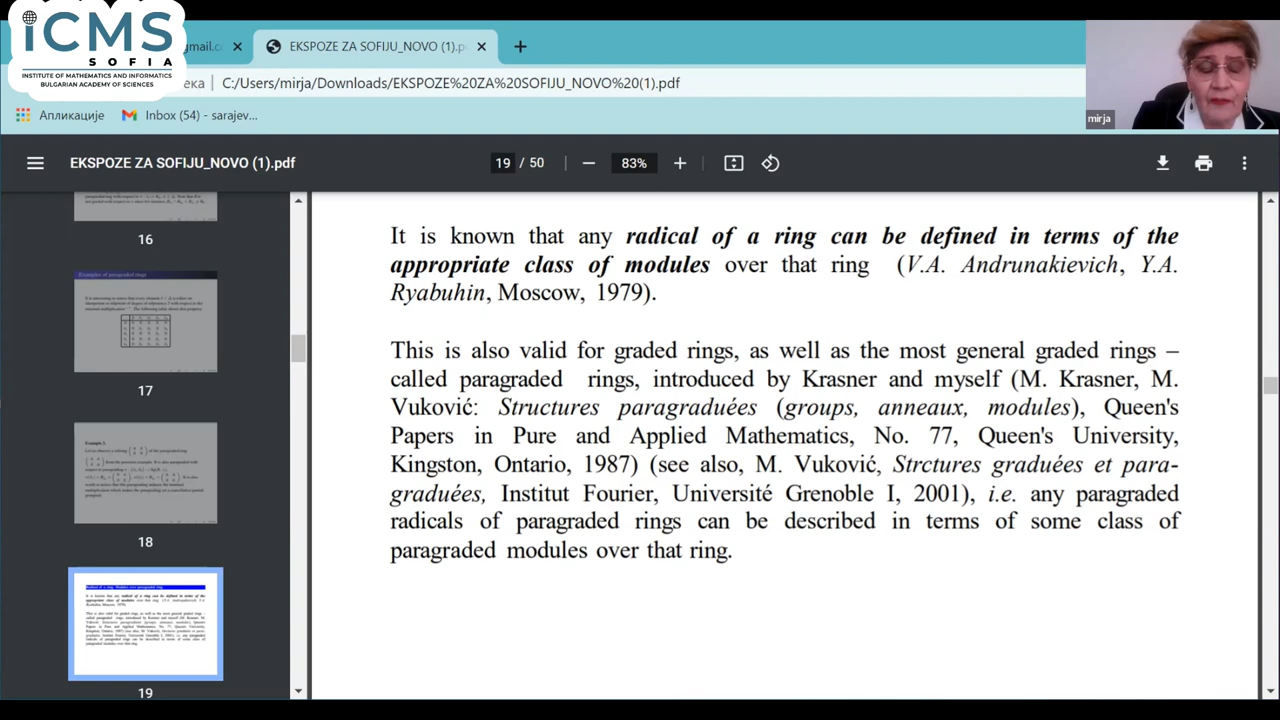 iCMS
SOFIA
INSTITUTE OF MATHEMATICS AND INFORMATICS
BULGARIAN ACADEMY OF SCIENCES
EKSPOZE ZA SOFIJU_NOVO (1).p
C:/Users/mirja/Downloads/EKSPOZE%20ZA%20SOFIJU_NOVO%20(1).pdf
Апликације
Inbox (54) - sarajev...
mirja
EKSPOZE ZA SOFIJU_NOVO (1).pdf
19 / 50
83%
16
Examples of paragraded rings
17
Example 3.
18
19
It is known that any radical of a ring can be defined in terms of the
appropriate class of modules over that ring (V.A. Andrunakievich, Y.A.
Ryabuhin, Moscow, 1979).
This is also valid for graded rings, as well as the most general graded rings –
called paragraded rings, introduced by Krasner and myself (M. Krasner, M.
Vuković: Structures paragraduées (groups, anneaux, modules), Queen's
Papers in Pure and Applied Mathematics, No. 77, Queen's University,
Kingston, Ontario, 1987) (see also, M. Vuković, Strctures graduées et para-
graduées, Institut Fourier, Université Grenoble I, 2001), i.e. any paragraded
radicals of paragraded rings can be described in terms of some class of
paragraded modules over that ring.